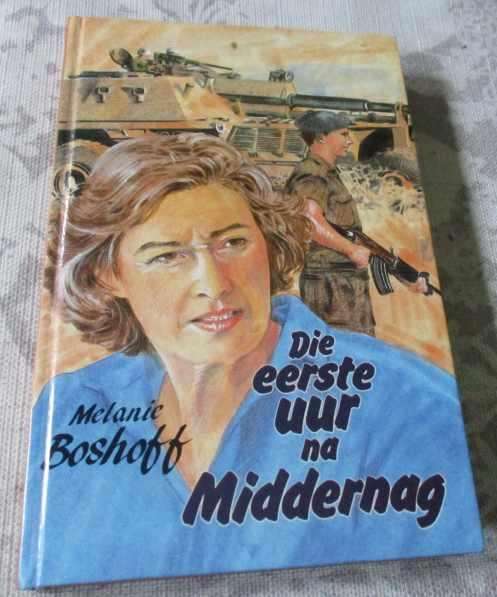 Die
eerste
uur
na
Middernag
Melanie
Boshoff